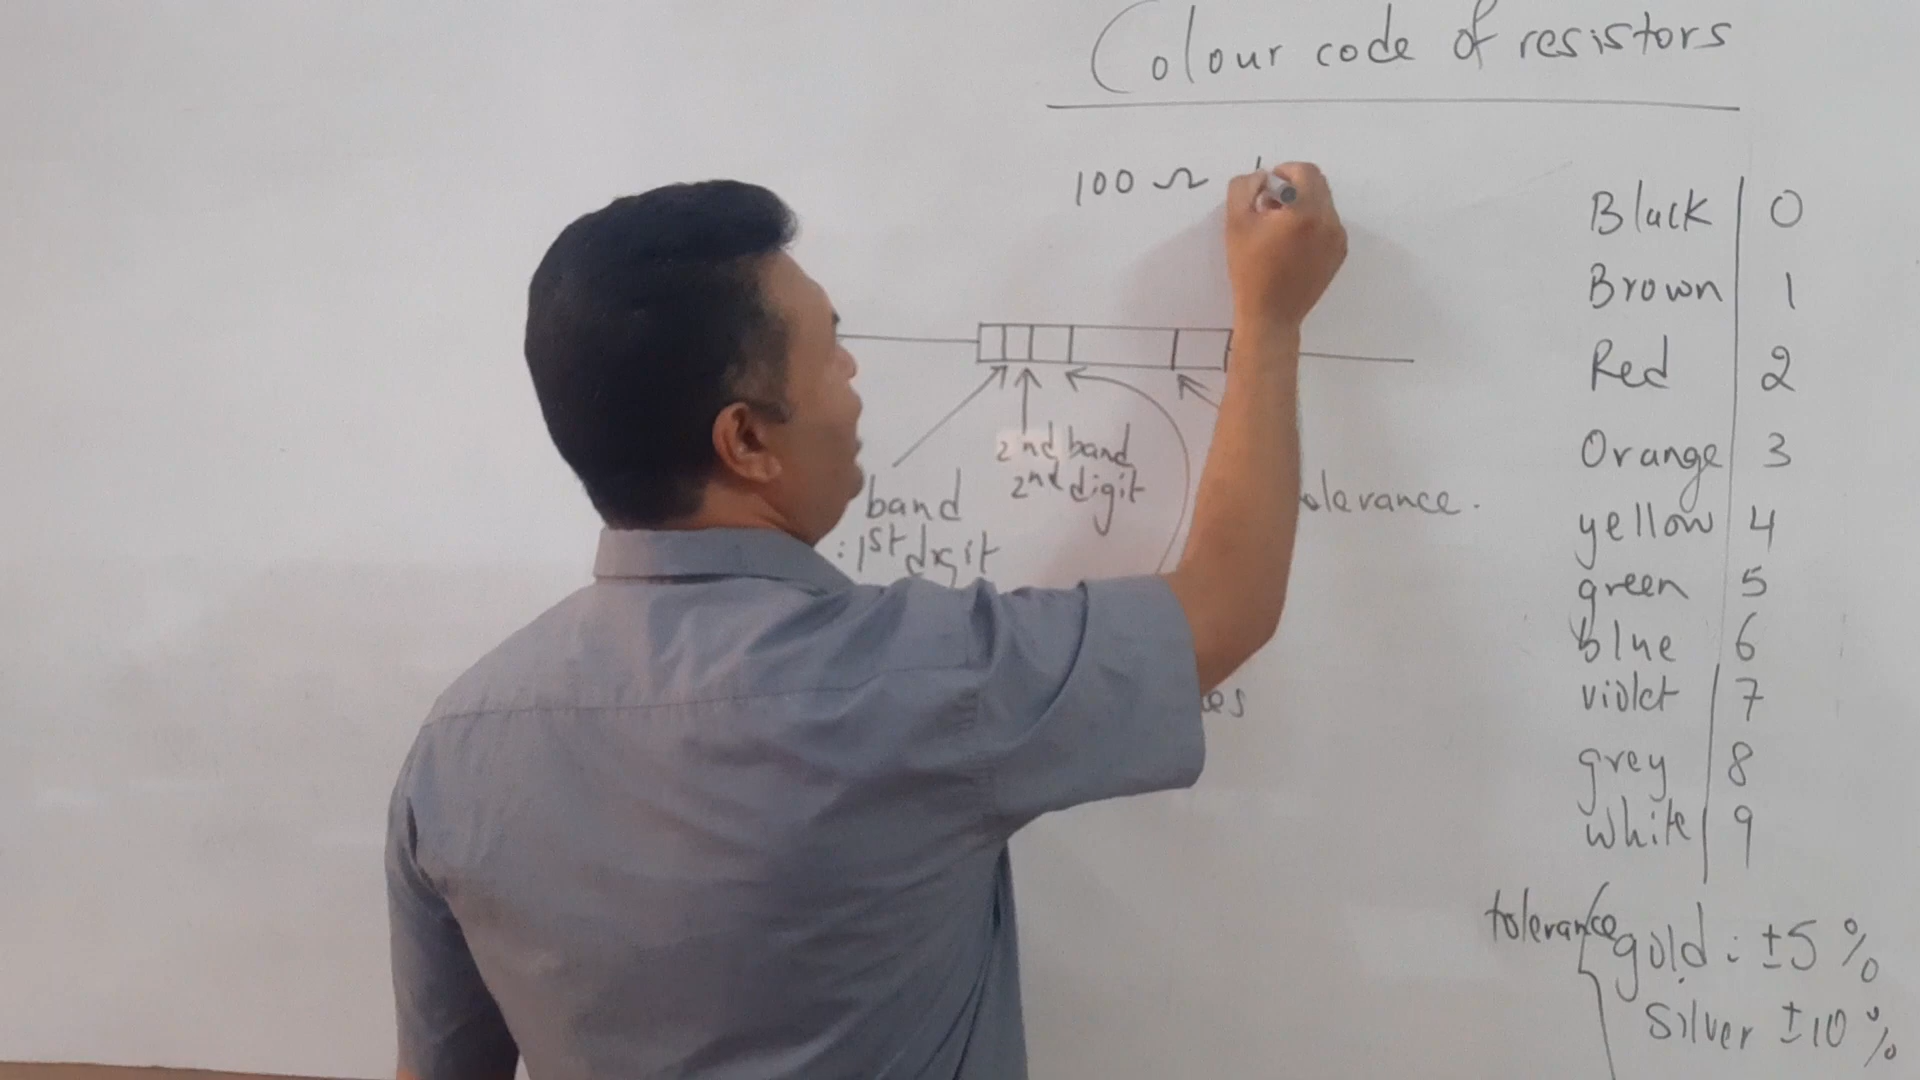 Colour code of resistors
100 Ω
2nd band
2nd digit
band
: 1st digit
olerance.
es
Black 0
Brown 1
Red 2
Orange 3
yellow 4
green 5
blue 6
violet 7
grey 8
white 9
tolerance
gold : ±5 %
silver ±10 %